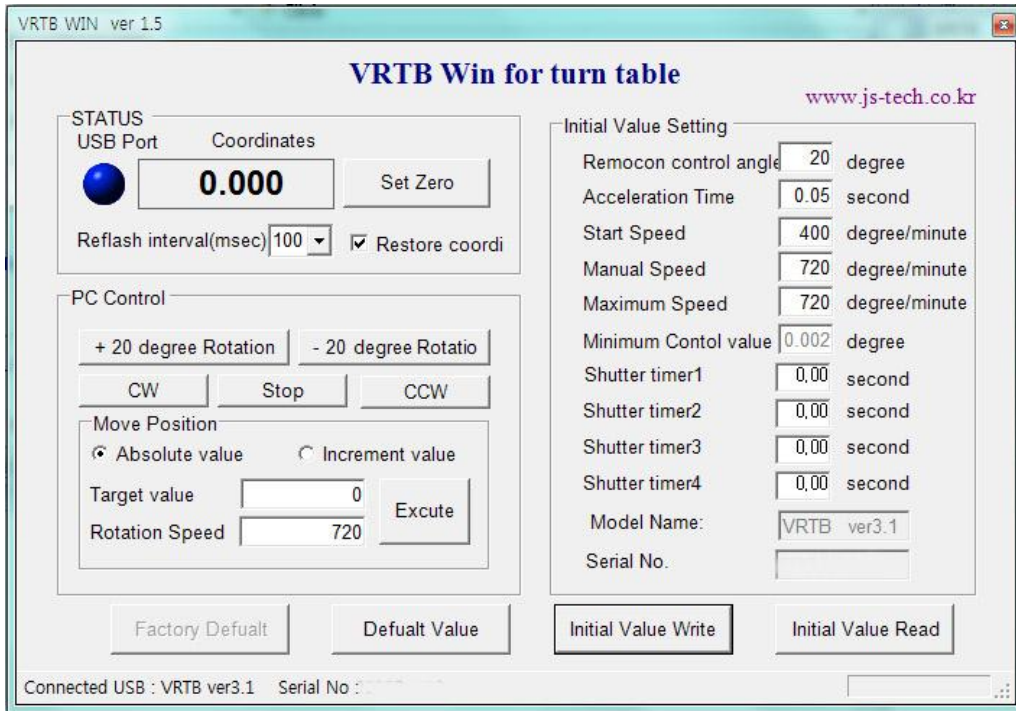 VRTB WIN ver 1.5
VRTB Win for turn table
www.js-tech.co.kr
STATUS
USB Port Coordinates
0.000
Set Zero
Reflash interval(msec) 100
Restore coordi
PC Control
+ 20 degree Rotation
- 20 degree Rotatio
CW
Stop
CCW
Move Position
Absolute value
Increment value
Target value 0
Rotation Speed 720
Excute
Initial Value Setting
Remocon control angle 20 degree
Acceleration Time 0.05 second
Start Speed 400 degree/minute
Manual Speed 720 degree/minute
Maximum Speed 720 degree/minute
Minimum Contol value 0.002 degree
Shutter timer1 0,00 second
Shutter timer2 0,00 second
Shutter timer3 0,00 second
Shutter timer4 0,00 second
Model Name: VRTB ver3.1
Serial No.
Factory Defualt
Defualt Value
Initial Value Write
Initial Value Read
Connected USB : VRTB ver3.1 Serial No :